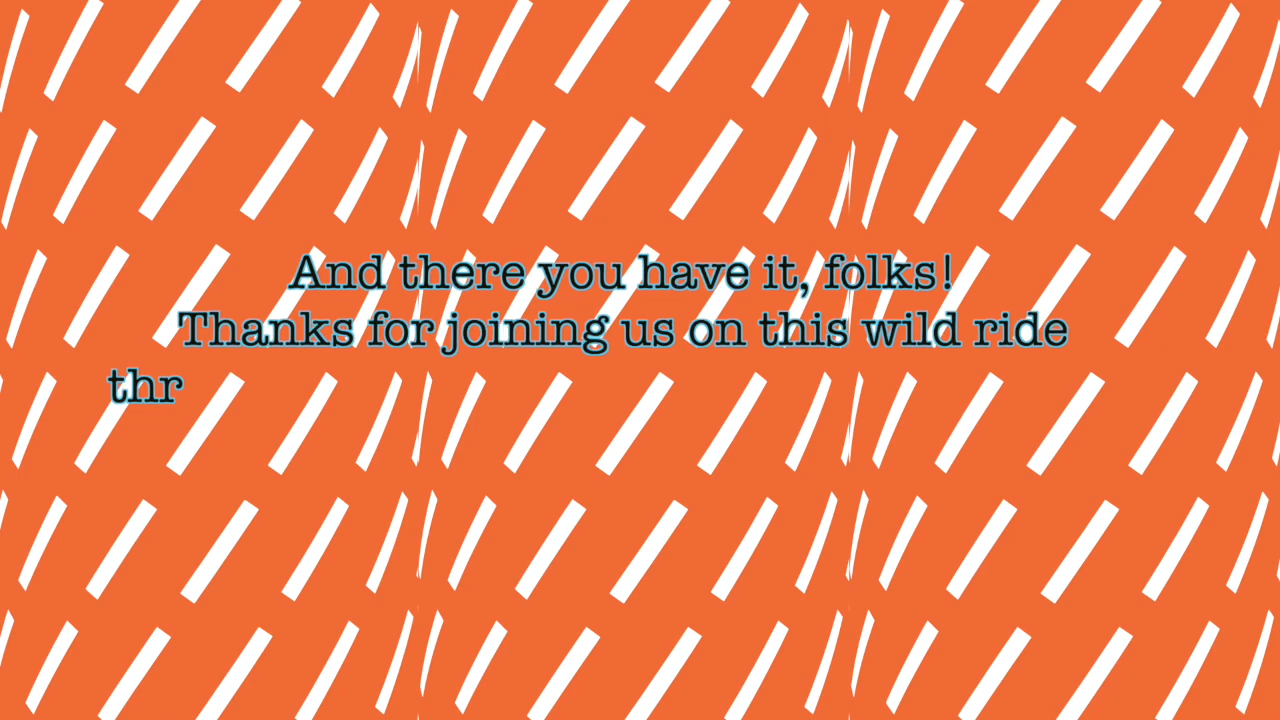 And there you have it, folks!
Thanks for joining us on this wild ride
thr